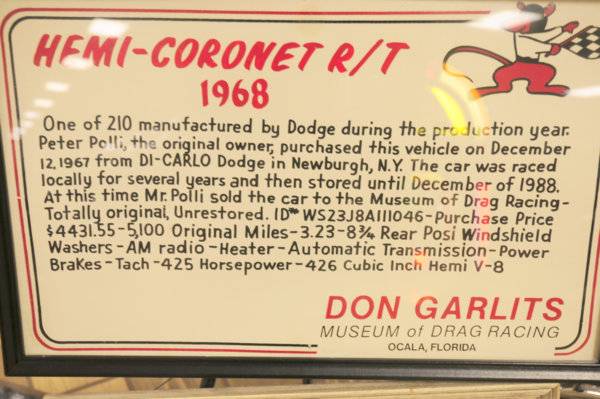 HEMI-CORONET R/T
1968
One of 210 manufactured by Dodge during the production year.
Peter Polli, the original owner, purchased this vehicle on December
12, 1967 from DI-CARLO Dodge in Newburgh, N.Y. The car was raced
locally for several years and then stored until December of 1988.
At this time Mr. Polli sold the car to the Museum of Drag Racing-
Totally original, Unrestored. ID# WS23J8A111046-Purchase Price
$4431.55-5,100 Original Miles-3.23-8¾ Rear Posi Windshield
Washers-AM radio-Heater-Automatic Transmission-Power
Brakes-Tach-425 Horsepower-426 Cubic Inch Hemi V-8
DON GARLITS
MUSEUM of DRAG RACING
OCALA, FLORIDA